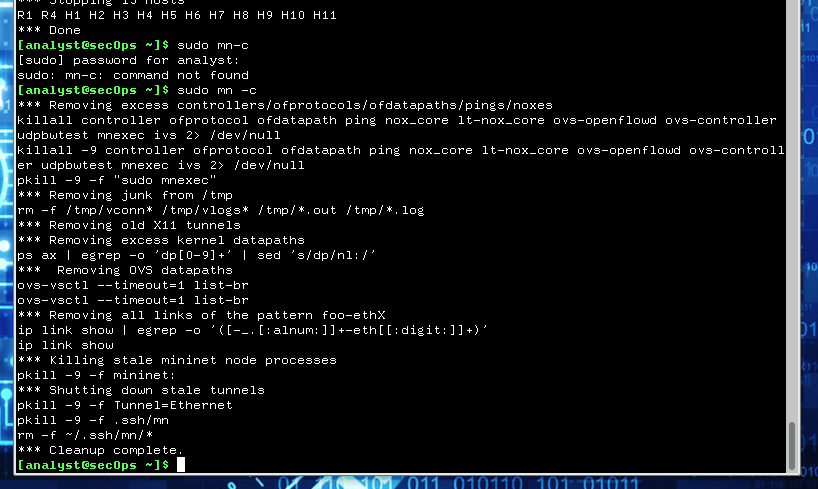 *** Stopping 13 hosts
R1 R4 H1 H2 H3 H4 H5 H6 H7 H8 H9 H10 H11
*** Done
[analyst@secOps ~]$ sudo mn-c
[sudo] password for analyst:
sudo: mn-c: command not found
[analyst@secOps ~]$ sudo mn -c
*** Removing excess controllers/ofprotocols/ofdatapaths/pings/noxes
killall controller ofprotocol ofdatapath ping nox_core lt-nox_core ovs-openflowd ovs-controller
udpbwtest mnexec ivs 2> /dev/null
killall -9 controller ofprotocol ofdatapath ping nox_core lt-nox_core ovs-openflowd ovs-controll
er udpbwtest mnexec ivs 2> /dev/null
pkill -9 -f "sudo mnexec"
*** Removing junk from /tmp
rm -f /tmp/vconn* /tmp/vlogs* /tmp/*.out /tmp/*.log
*** Removing old X11 tunnels
*** Removing excess kernel datapaths
ps ax | egrep -o 'dp[0-9]+' | sed 's/dp/nl:/'
***  Removing OVS datapaths
ovs-vsctl --timeout=1 list-br
ovs-vsctl --timeout=1 list-br
*** Removing all links of the pattern foo-ethX
ip link show | egrep -o '([-_.[:alnum:]]+-eth[[:digit:]]+)'
ip link show
*** Killing stale mininet node processes
pkill -9 -f mininet:
*** Shutting down stale tunnels
pkill -9 -f Tunnel=Ethernet
pkill -9 -f .ssh/mn
rm -f ~/.ssh/mn/*
*** Cleanup complete.
[analyst@secOps ~]$